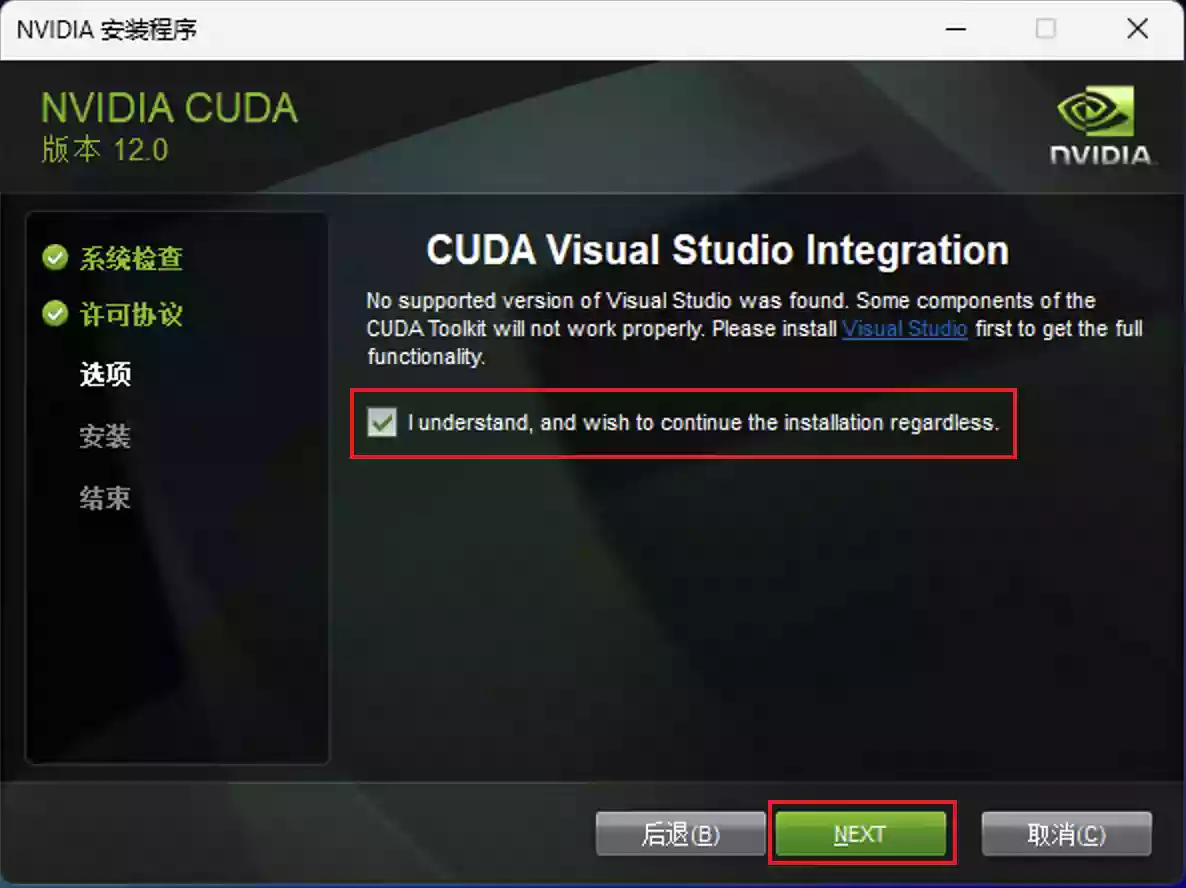 NVIDIA 安装程序
NVIDIA CUDA
版本 12.0
NVIDIA
系统检查
许可协议
选项
安装
结束
CUDA Visual Studio Integration
No supported version of Visual Studio was found. Some components of the
CUDA Toolkit will not work properly. Please install Visual Studio first to get the full
functionality.
I understand, and wish to continue the installation regardless.
后退(B)
NEXT
取消(C)